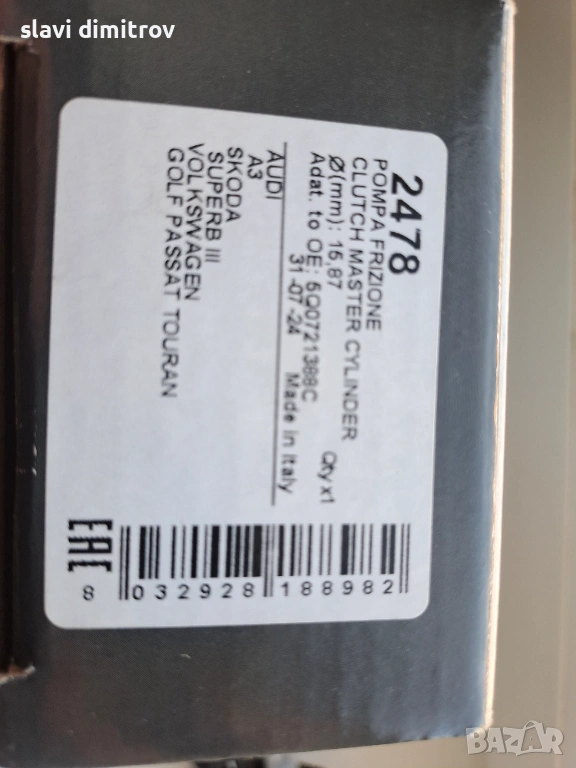 slavi dimitrov
2478
POMPA FRIZIONE
CLUTCH MASTER CYLINDER
Ø(mm): 15,87 Qty x1
Adat. to OE: 5Q0721388C
31-07-24 Made in Italy
AUDI
A3
SKODA
SUPERB III
VOLKSWAGEN
GOLF PASSAT TOURAN
EAC
8 032928 188982
BAZAR